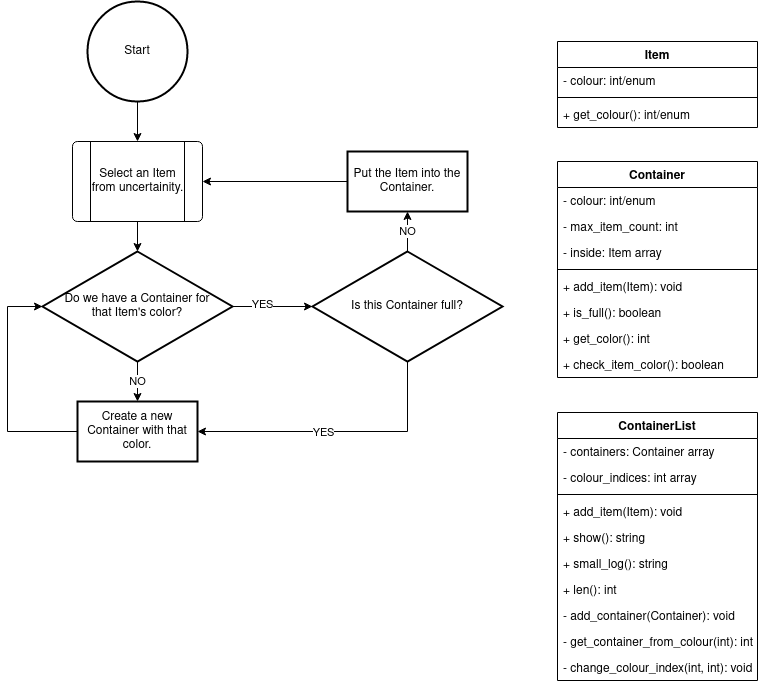 Start
Select an Item
from uncertainity.
Put the Item into the
Container.
NO
Do we have a Container for
that Item's color?
YES
Is this Container full?
NO
Create a new
Container with that
color.
YES
Item
- colour: int/enum
+ get_colour(): int/enum
Container
- colour: int/enum
- max_item_count: int
- inside: Item array
+ add_item(Item): void
+ is_full(): boolean
+ get_color(): int
+ check_item_color(): boolean
ContainerList
- containers: Container array
- colour_indices: int array
+ add_item(Item): void
+ show(): string
+ small_log(): string
+ len(): int
- add_container(Container): void
- get_container_from_colour(int): int
- change_colour_index(int, int): void